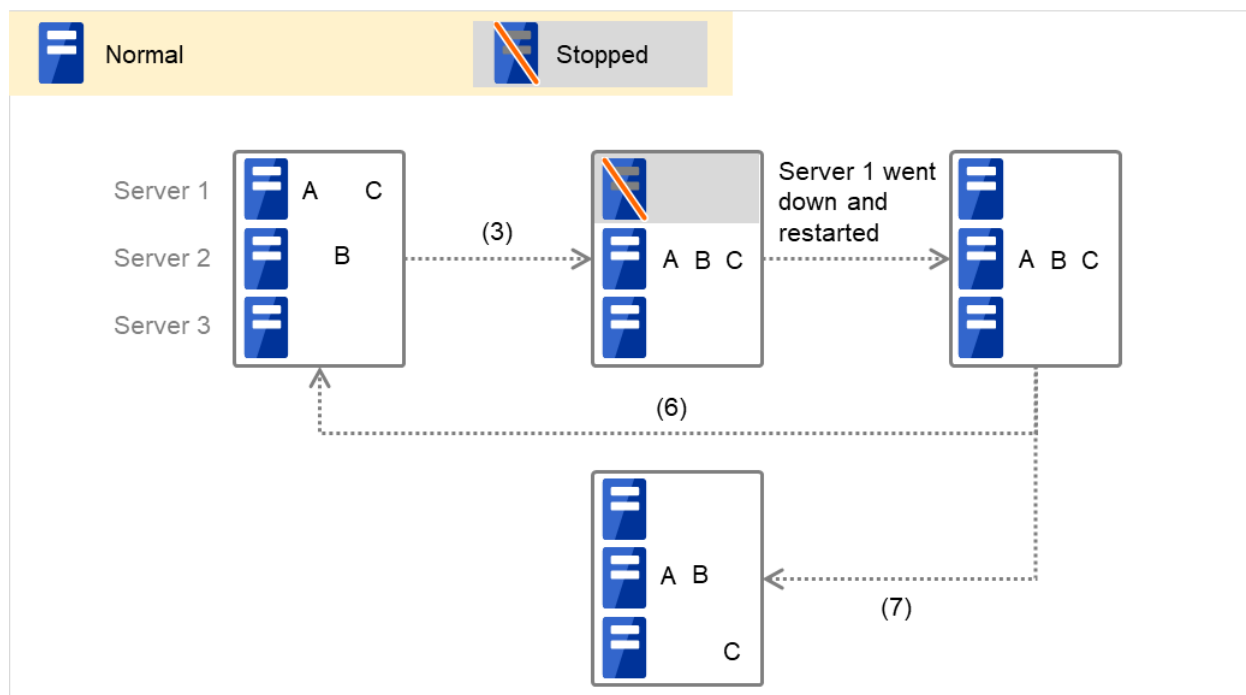 Normal
Stopped
Server 1
A C
Server 2
B
Server 3
(3)
A B C
Server 1 went
down and
restarted
A B C
(6)
A B
C
(7)